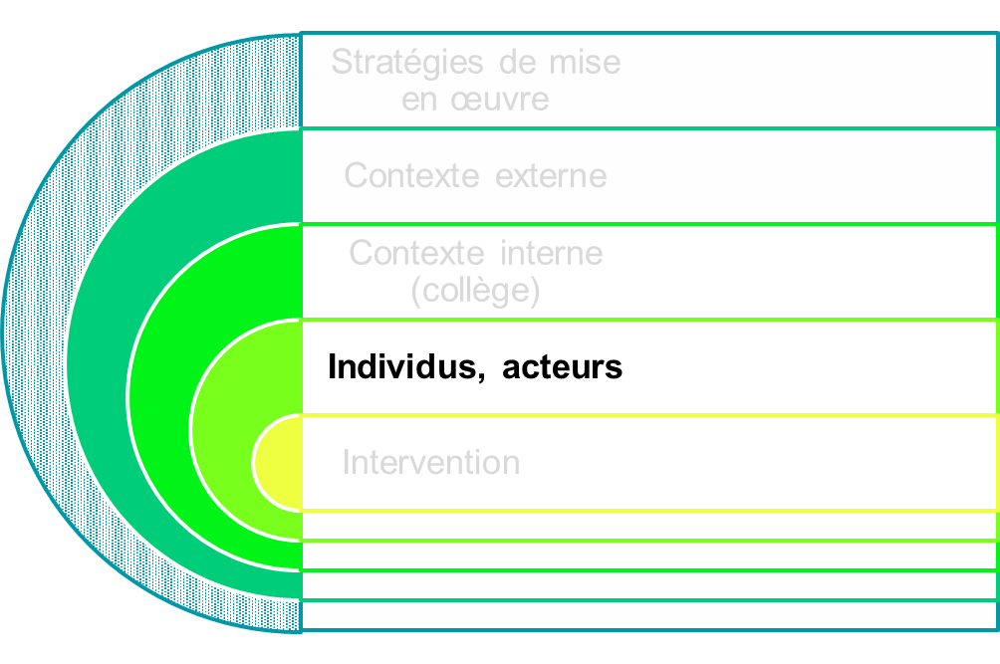 Stratégies de mise
en œuvre
Contexte externe
Contexte interne
(collège)
Individus, acteurs
Intervention